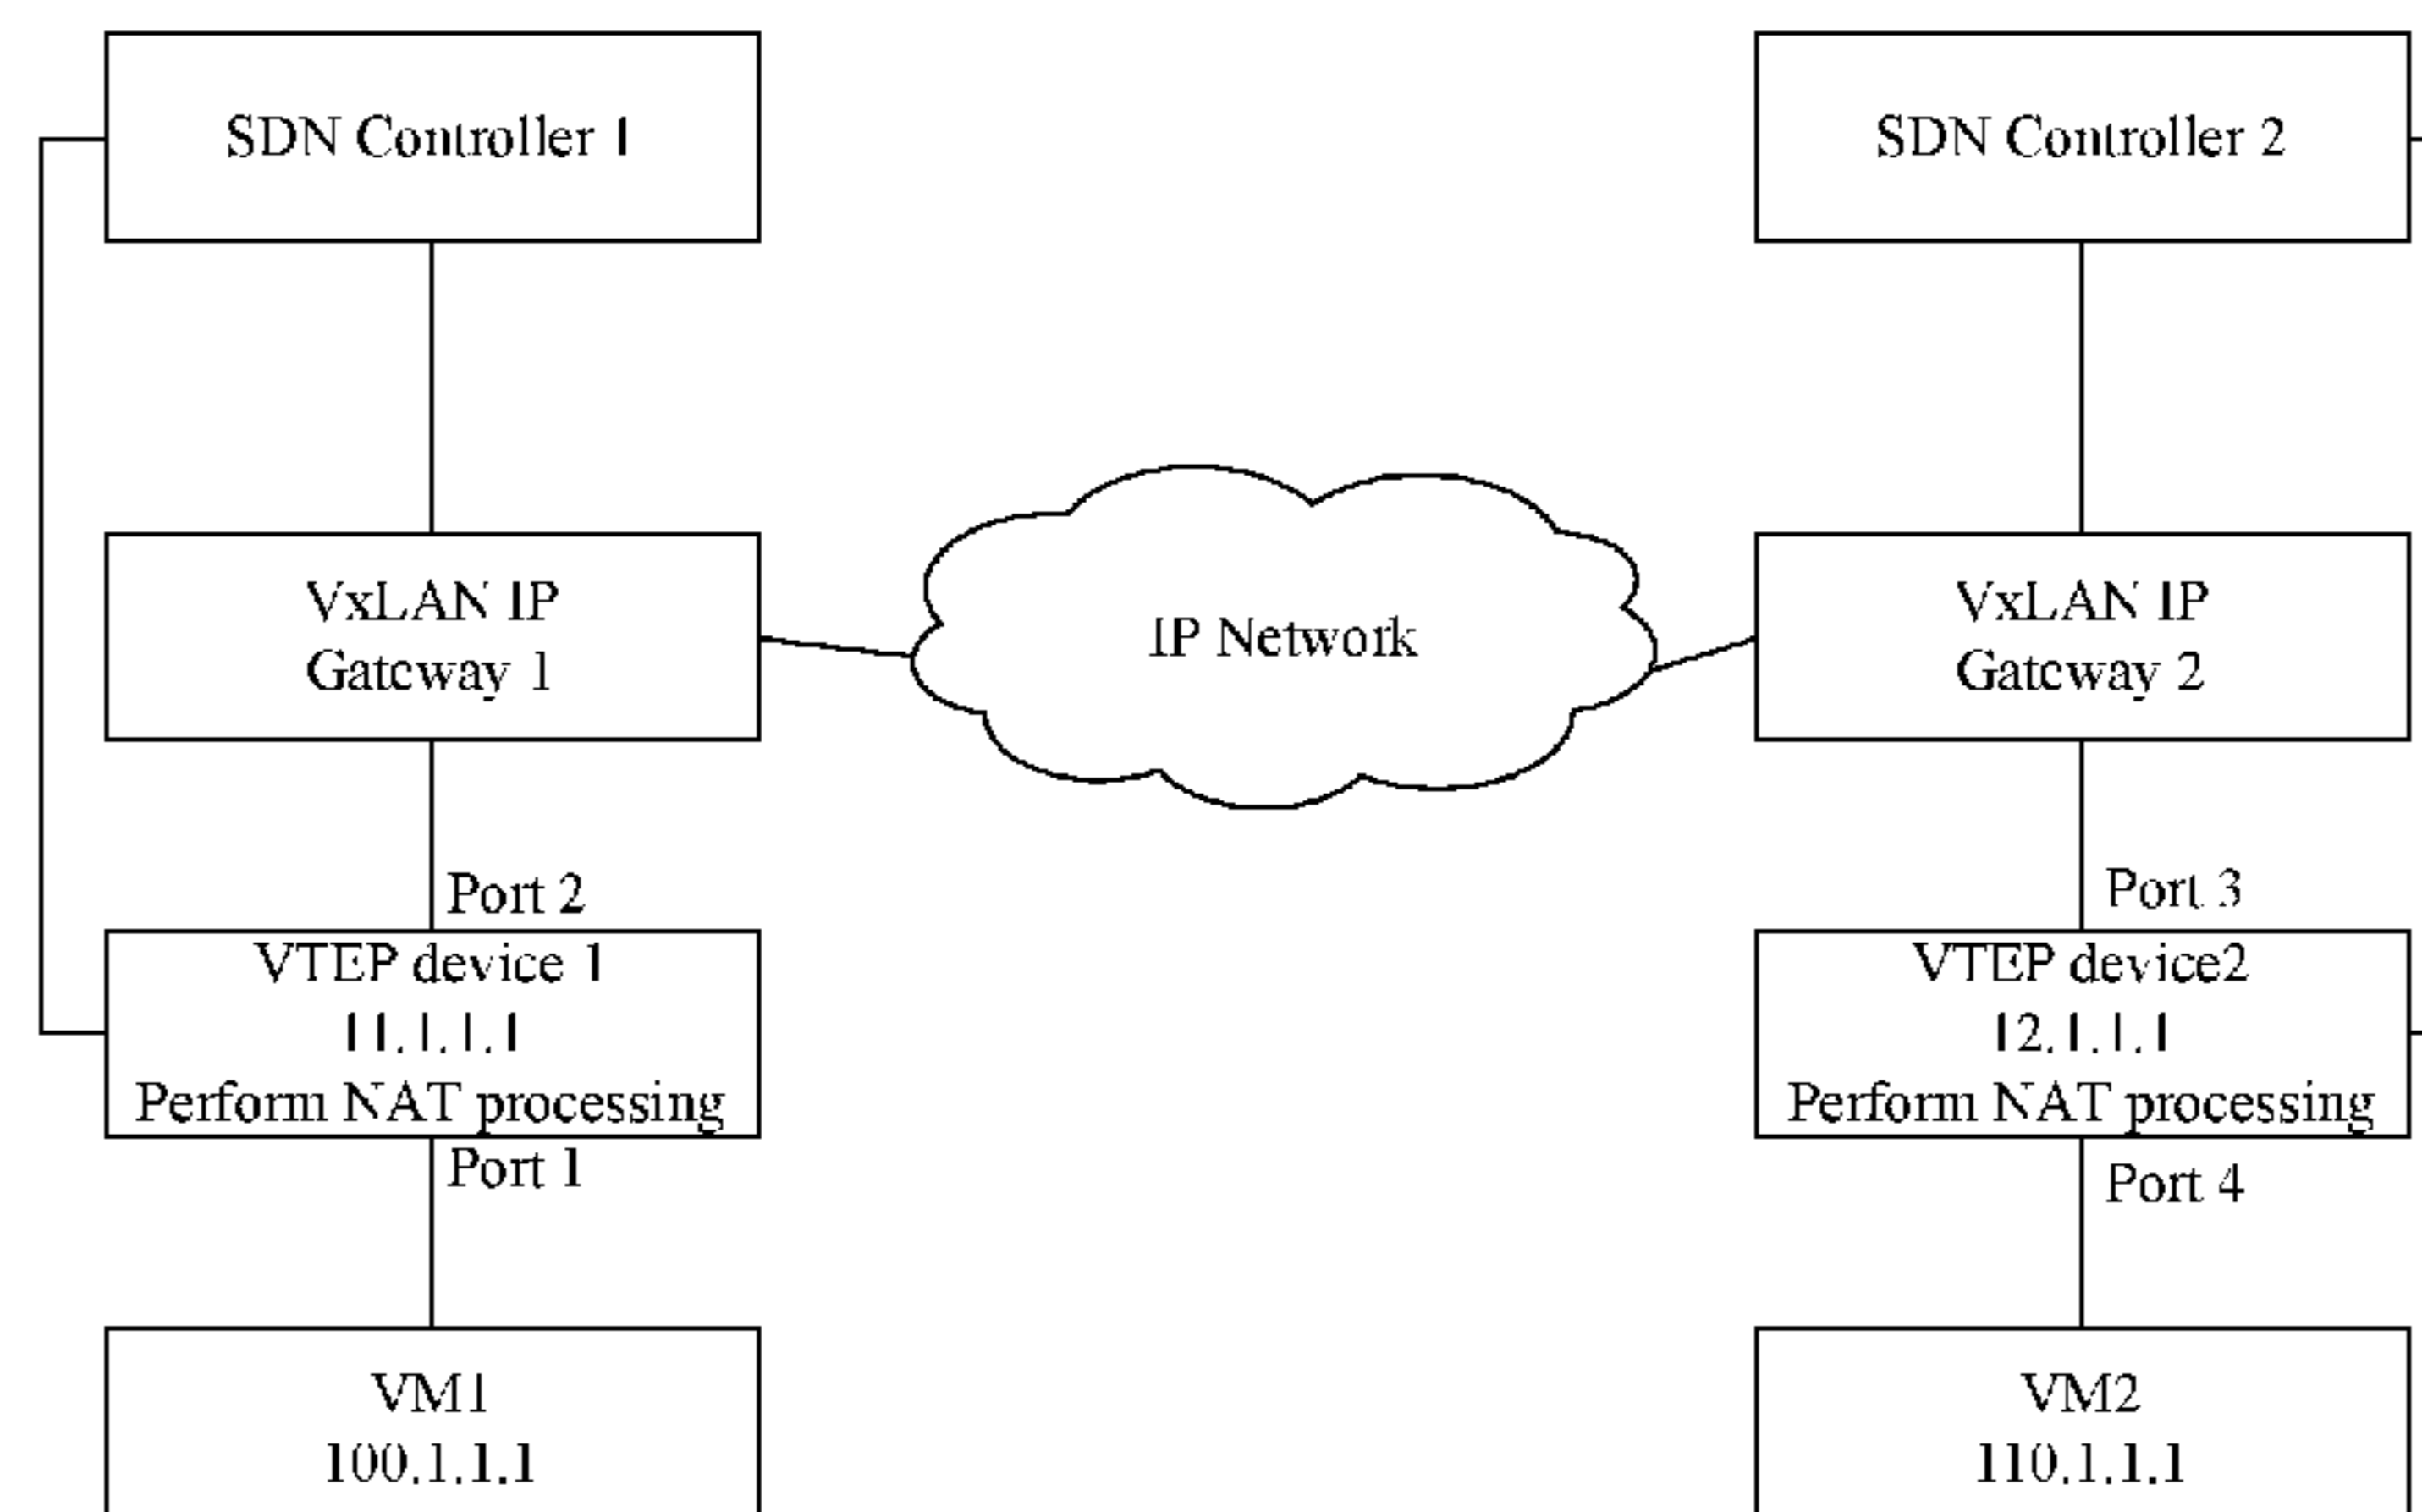 SDN Controller 1
SDN Controller 2
VxLAN IP
Gateway 1
IP Network
VxLAN IP
Gateway 2
Port 2
Port 3
VTEP device 1
11.1.1.1
Perform NAT processing
VTEP device2
12.1.1.1
Perform NAT processing
Port 1
Port 4
VM1
100.1.1.1
VM2
110.1.1.1